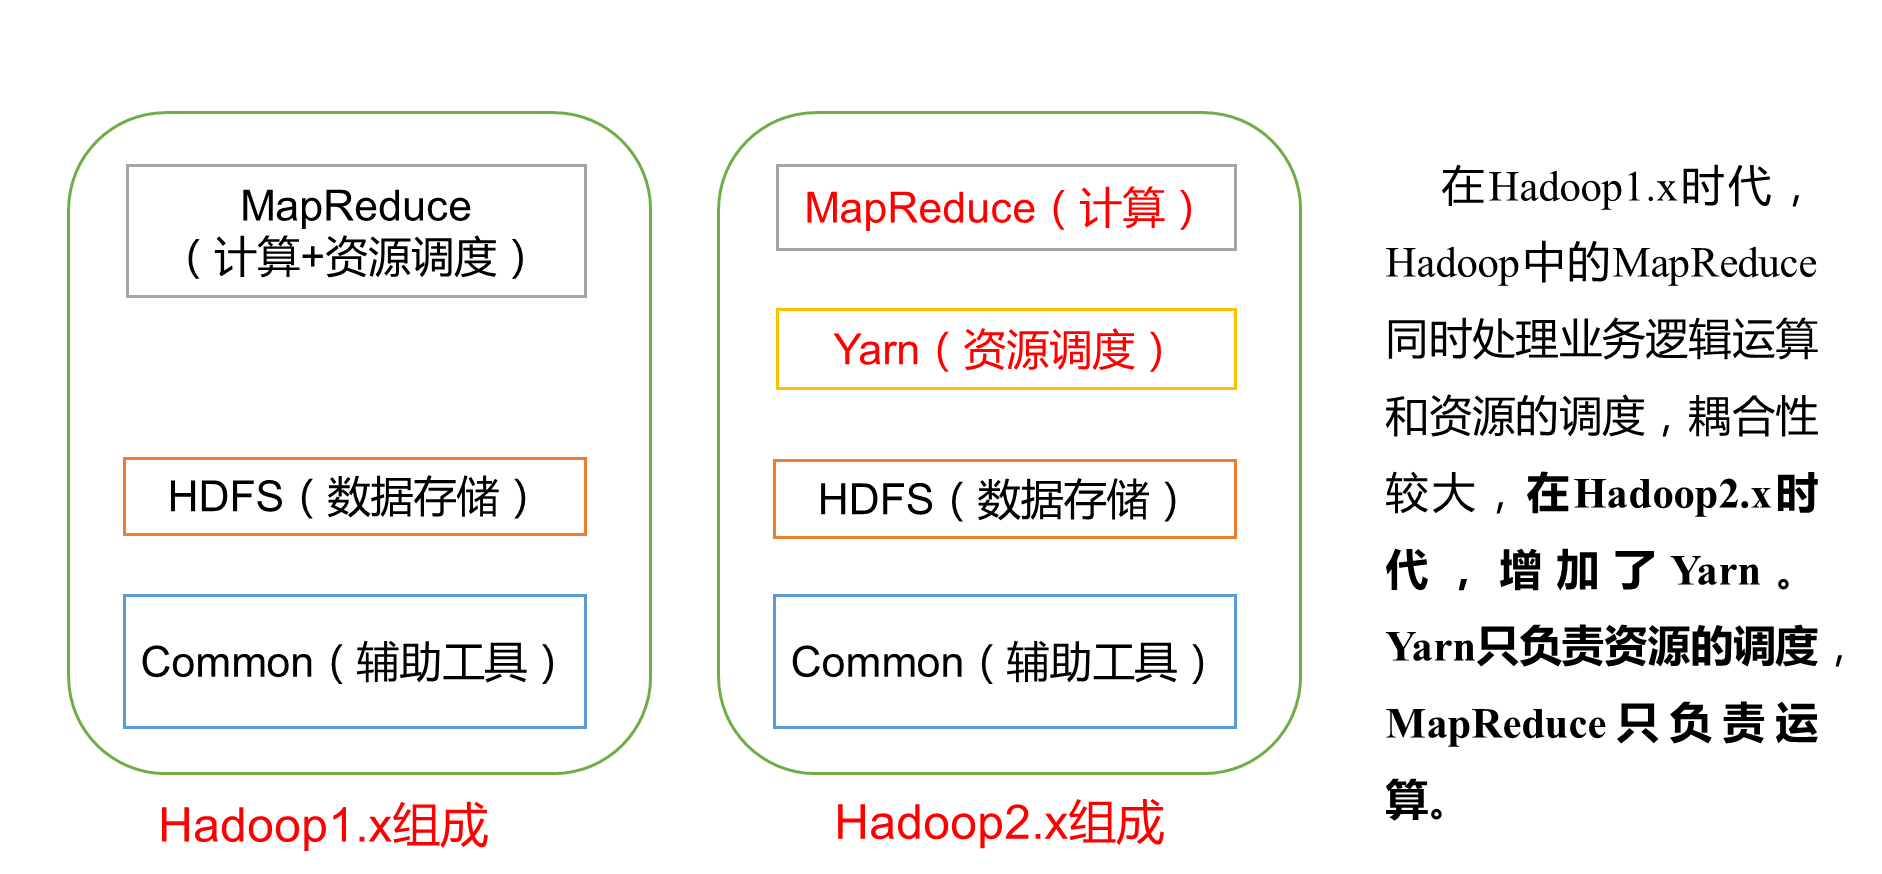 MapReduce
（计算+资源调度）
HDFS（数据存储）
Common（辅助工具）
Hadoop1.x组成
MapReduce（计算）
Yarn（资源调度）
HDFS（数据存储）
Common（辅助工具）
Hadoop2.x组成
在Hadoop1.x时代，
Hadoop中的MapReduce
同时处理业务逻辑运算
和资源的调度，耦合性
较大，在Hadoop2.x时
代，增加了Yarn。
Yarn只负责资源的调度，
MapReduce只负责运
算。